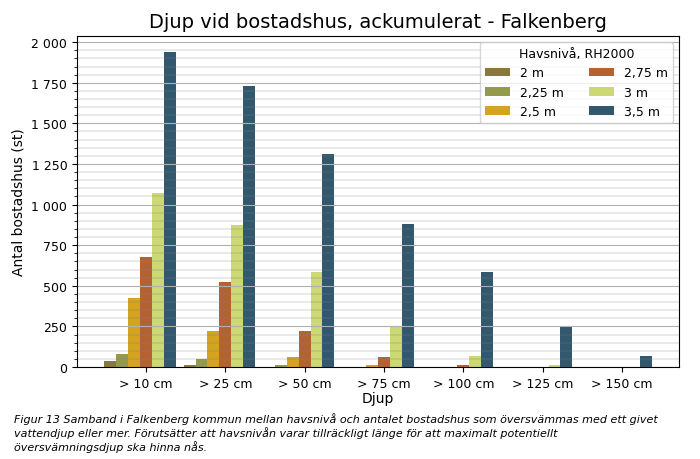 Djup vid bostadshus, ackumulerat - Falkenberg
Antal bostadshus (st)
2 000
1 750
1 500
1 250
1 000
750
500
250
0
Havsnivå, RH2000
2 m
2,25 m
2,5 m
2,75 m
3 m
3,5 m
> 10 cm
> 25 cm
> 50 cm
> 75 cm
> 100 cm
> 125 cm
> 150 cm
Djup
Figur 13 Samband i Falkenberg kommun mellan havsnivå och antalet bostadshus som översvämmas med ett givet
vattendjup eller mer. Förutsätter att havsnivån varar tillräckligt länge för att maximalt potentiellt
översvämningsdjup ska hinna nås.